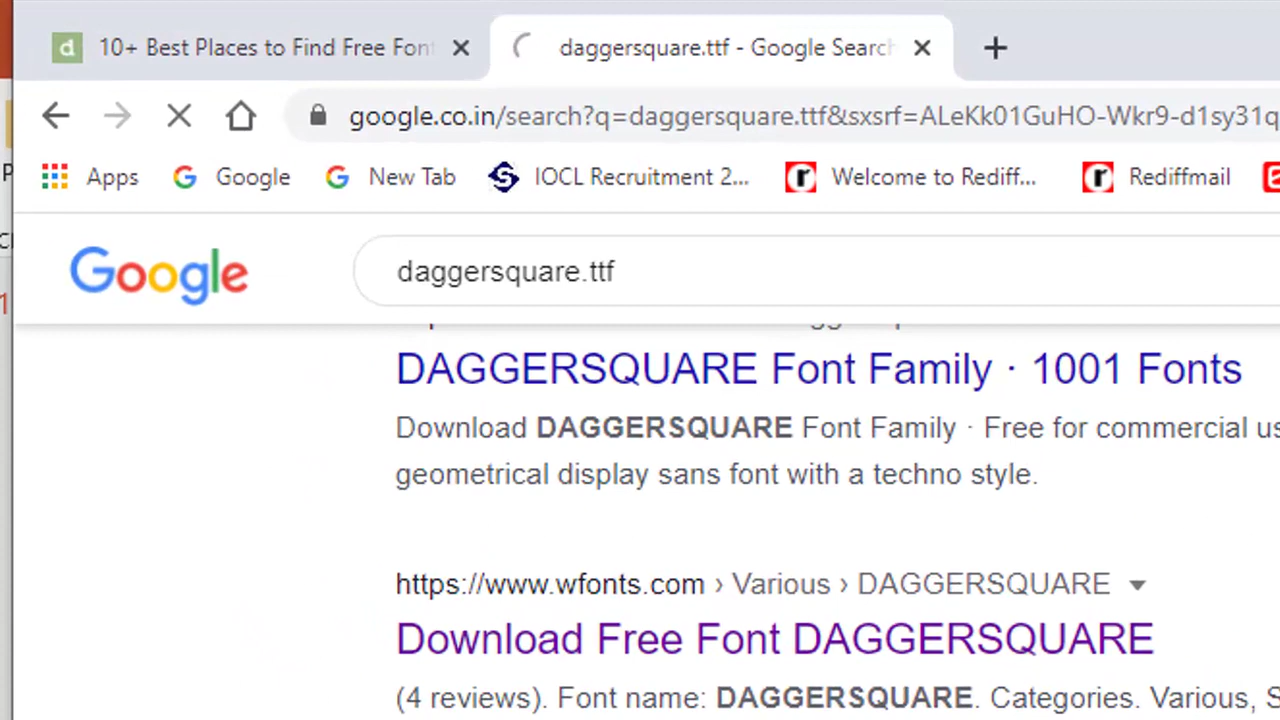 d 10+ Best Places to Find Free Font
daggersquare.ttf - Google Search
google.co.in/search?q=daggersquare.ttf&sxsrf=ALeKk01GuHO-Wkr9-d1sy31q
Apps Google New Tab IOCL Recruitment 2... Welcome to Rediff... Rediffmail
Google daggersquare.ttf
DAGGERSQUARE Font Family · 1001 Fonts
Download DAGGERSQUARE Font Family · Free for commercial us
geometrical display sans font with a techno style.
https://www.wfonts.com › Various › DAGGERSQUARE
Download Free Font DAGGERSQUARE
(4 reviews). Font name: DAGGERSQUARE. Categories. Various, S